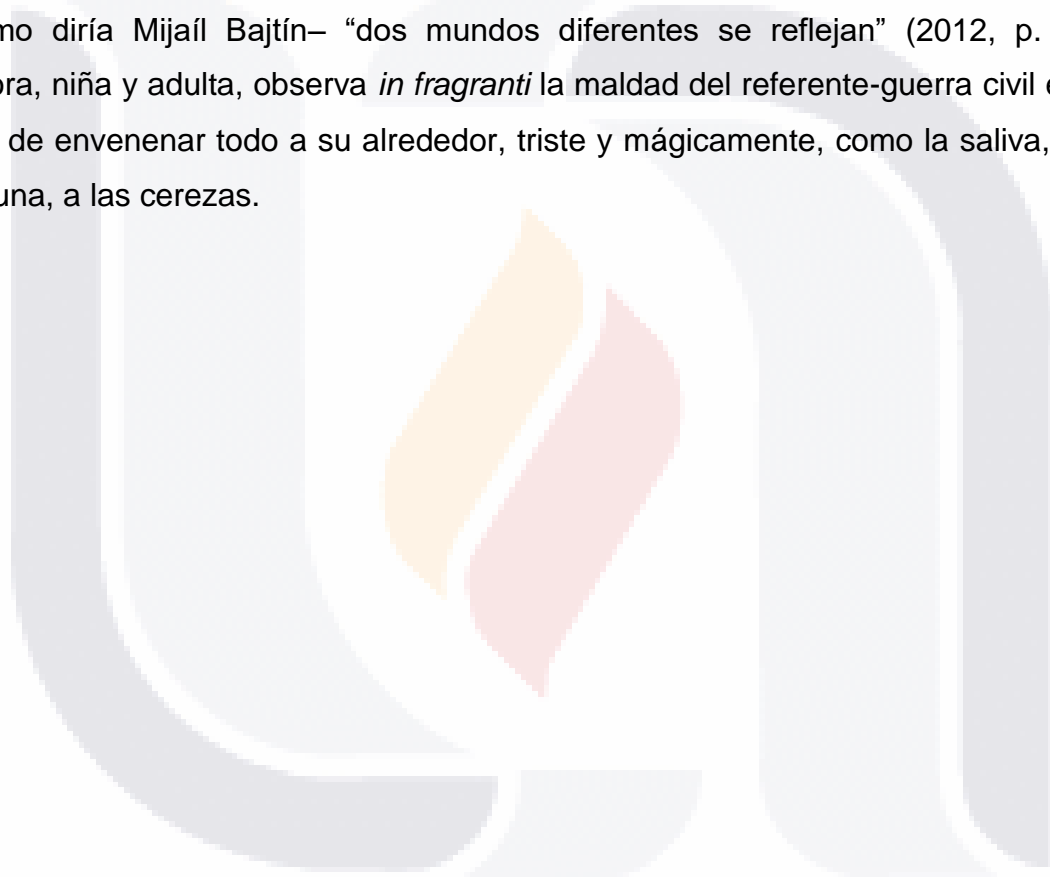 mo diría Mijaíl Bajtín– “dos mundos diferentes se reflejan” (2012, p.
ora, niña y adulta, observa in fragranti la maldad del referente-guerra civil
de envenenar todo a su alrededor, triste y mágicamente, como la saliva,
una, a las cerezas.